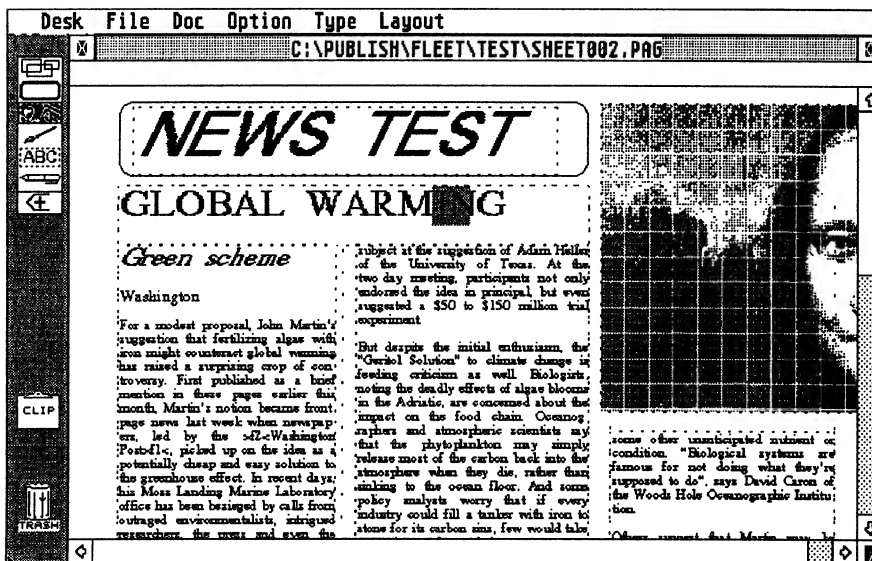 Desk File Doc Option Type Layout
C:\PUBLISH\FLEET\TEST\SHEET002.PAG
ABC
CLIP
TRASH
NEWS TEST
GLOBAL WARMING
Green scheme
Washington
For a modest proposal, John Martin's
suggestion that fertilizing algae with
iron might counteract global warming
has raised a surprising crop of con
troversy. First published as a brief
mention in these pages earlier this
month, Martin's notion became front
page news last week when newspap
ers, led by the >f2<Washington
Post>f1<, picked up on the idea as a
potentially cheap and easy solution to
the greenhouse effect. In recent days,
his Moss Landing Marine Laboratory
office has been besieged by calls from
outraged environmentalists, intrigued
researchers, the press and even the
subject at the suggestion of Adam Heller
of the University of Texas. At the
two day meeting, participants not only
endorsed the idea in principal, but even
suggested a $50 to $150 million trial
experiment
But despite the initial enthusiasm, the
"Geritol Solution" to climate change is
feeding criticism as well. Biologists,
noting the deadly effects of algae blooms
in the Adriatic, are concerned about the
impact on the food chain. Oceanog
raphers and atmospheric scientists say
that the phytoplankton may simply
release most of the carbon back into the
atmosphere when they die, rather than
sinking to the ocean floor. And some
policy analysts worry that if every
industry could fill a tanker with iron to
atone for its carbon sins, few would take
some other unanticipated nutrient or
condition. "Biological systems are
famous for not doing what they're
supposed to do", says David Caron of
the Woods Hole Oceanographic Institu
tion.
Others suggest that Martin may be